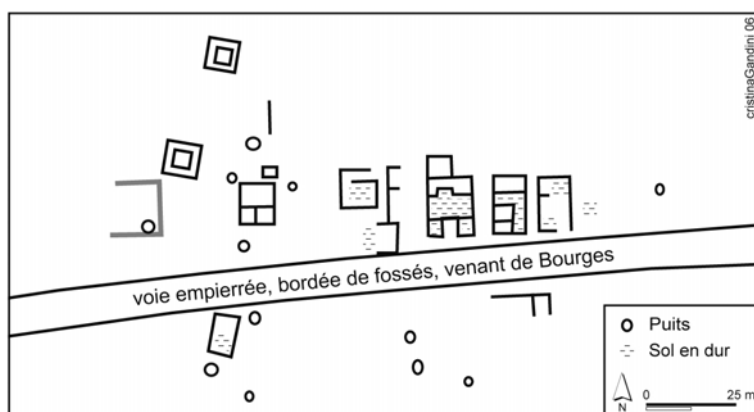 cristinaGandini 06
voie empierrée, bordée de fossés, venant de Bourges
Puits
Sol en dur
N
0 25 m